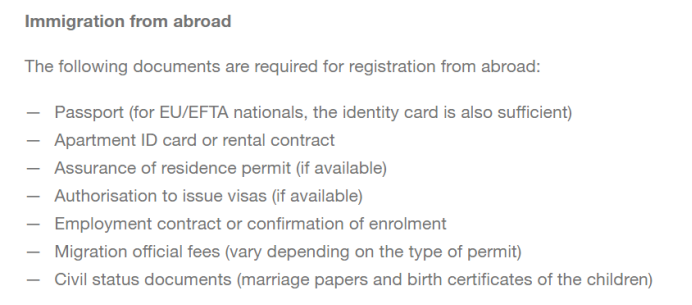 Immigration from abroad
The following documents are required for registration from abroad:
— Passport (for EU/EFTA nationals, the identity card is also sufficient)
— Apartment ID card or rental contract
— Assurance of residence permit (if available)
— Authorisation to issue visas (if available)
— Employment contract or confirmation of enrolment
— Migration official fees (vary depending on the type of permit)
— Civil status documents (marriage papers and birth certificates of the children)